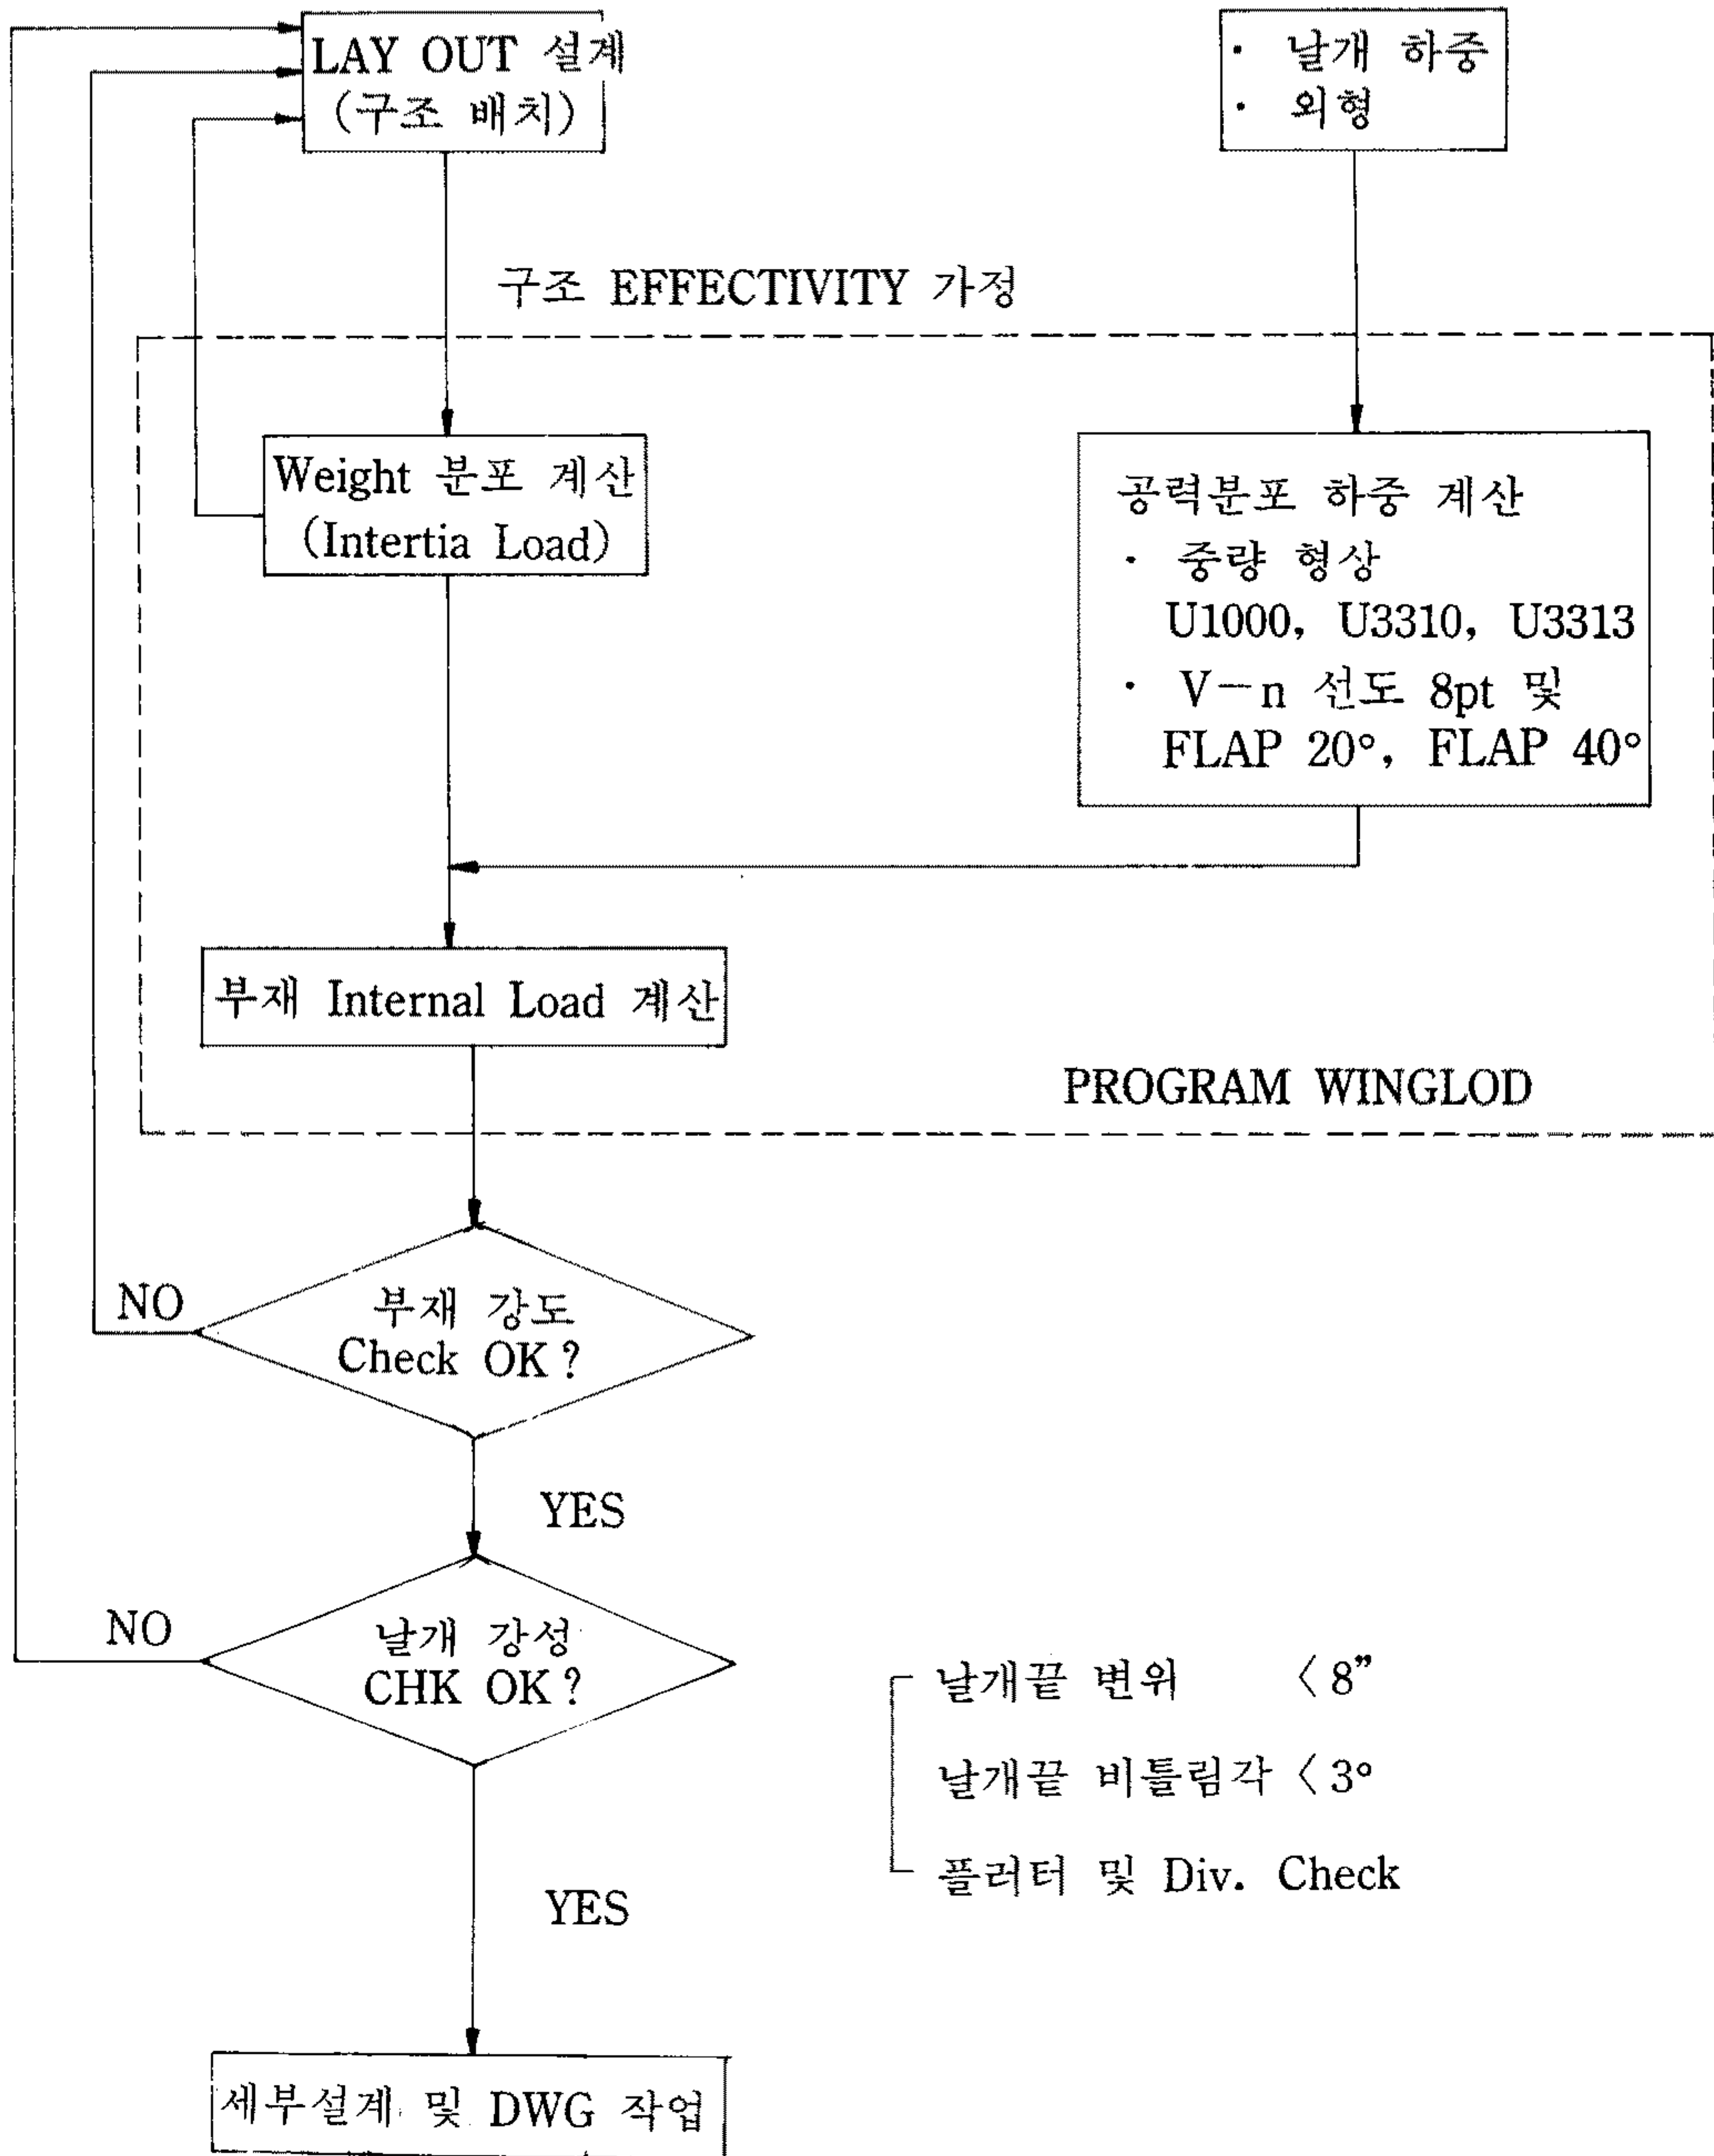 LAY OUT 설계
(구조 배치)
· 날개 하중
· 외형
구조 EFFECTIVITY 가정
Weight 분포 계산
(Intertia Load)
공력분포 하중 계산
· 중량 형상
U1000, U3310, U3313
· V-n 선도 8pt 및
FLAP 20°, FLAP 40°
부재 Internal Load 계산
PROGRAM WINGLOD
부재 강도
Check OK?
NO
YES
날개 강성
CHK OK?
NO
YES
날개끝 변위 〈 8”
날개끝 비틀림각 〈 3°
플러터 및 Div. Check
세부설계 및 DWG 작업